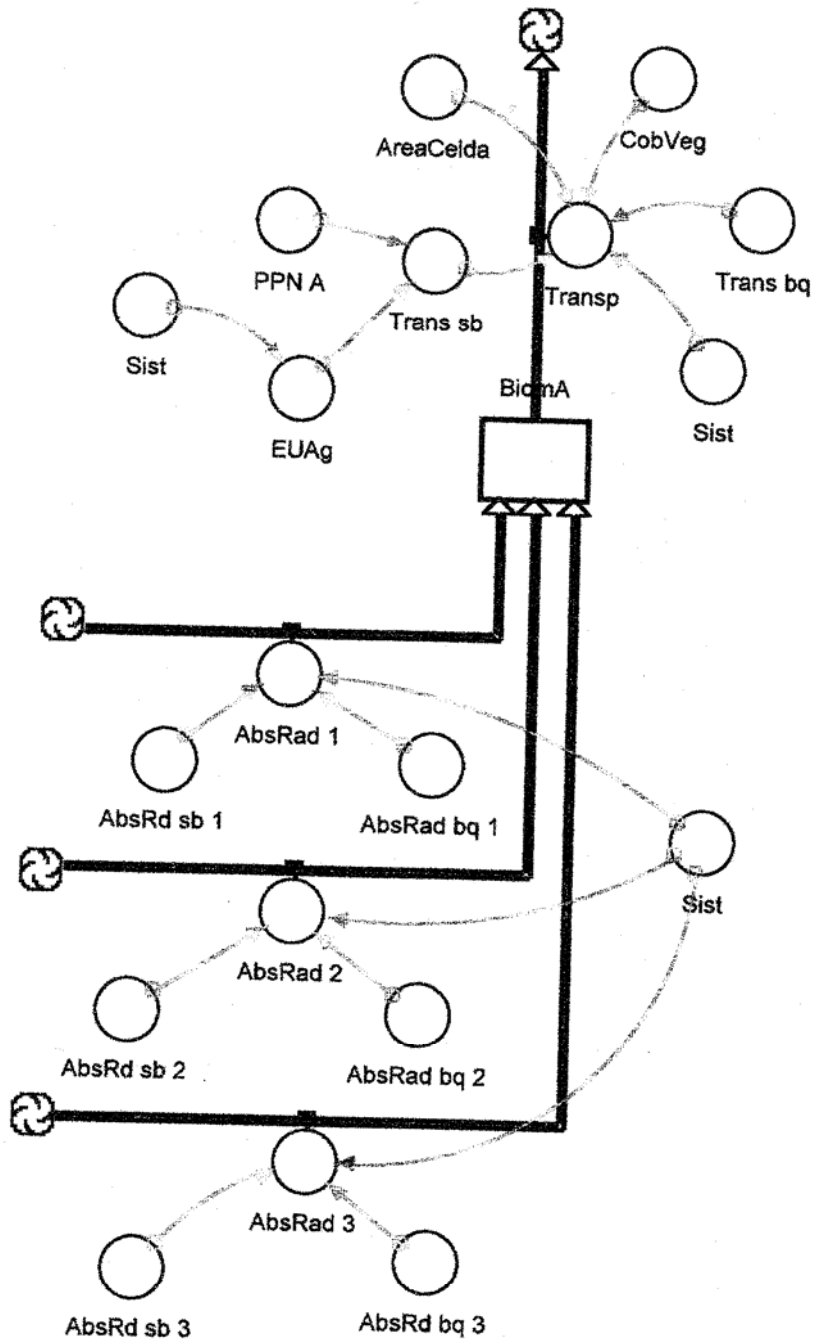 AreaCelda
CobVeg
PPN A
Trans sb
Transp
Trans bq
Sist
EUAg
BiomA
Sist
AbsRad 1
AbsRd sb 1
AbsRad bq 1
Sist
AbsRad 2
AbsRd sb 2
AbsRad bq 2
AbsRad 3
AbsRd sb 3
AbsRd bq 3